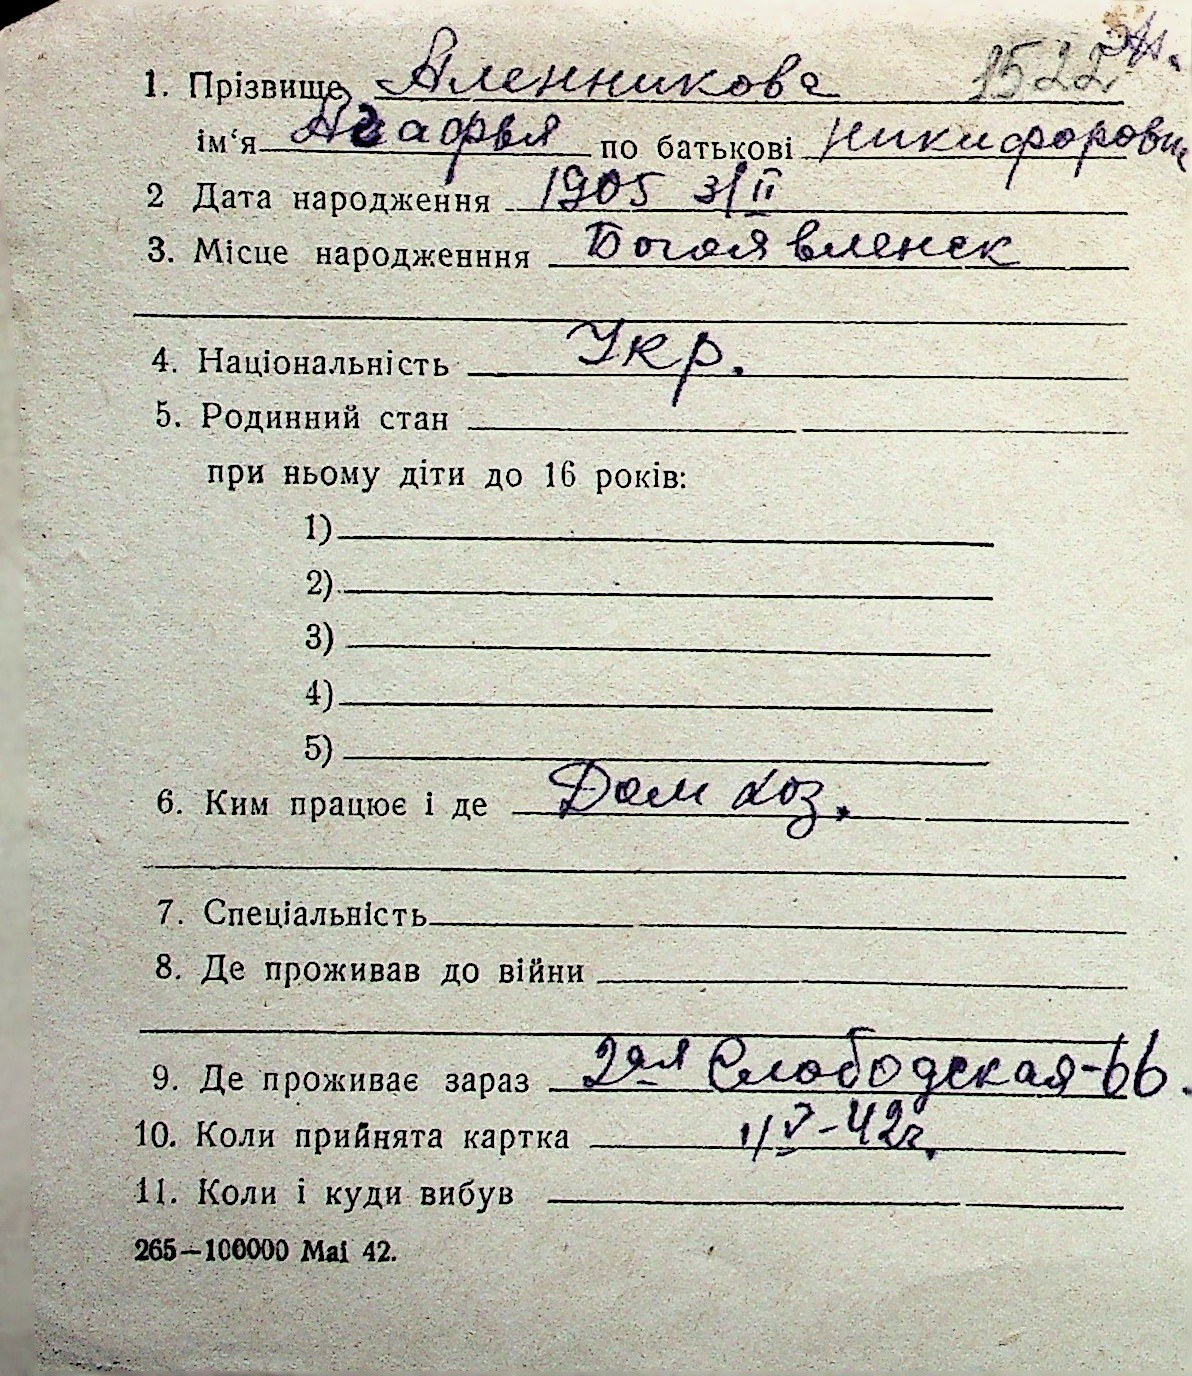 1522
1. Прізвище Аленникова
ім'я Агафья по батькові Никифоровн
2 Дата народження 1905 3/II
3. Місце народженння Богоявленск
4. Національність Укр.
5. Родинний стан
при ньому діти до 16 років:
1)
2)
3)
4)
5)
6. Ким працює і де Дом хоз.
7. Спеціальність
8. Де проживав до війни
9. Де проживає зараз 2ая Слободская-66.
10. Коли прийнята картка 1/V-42г.
11. Коли і куди вибув
265—100000 Mai 42.